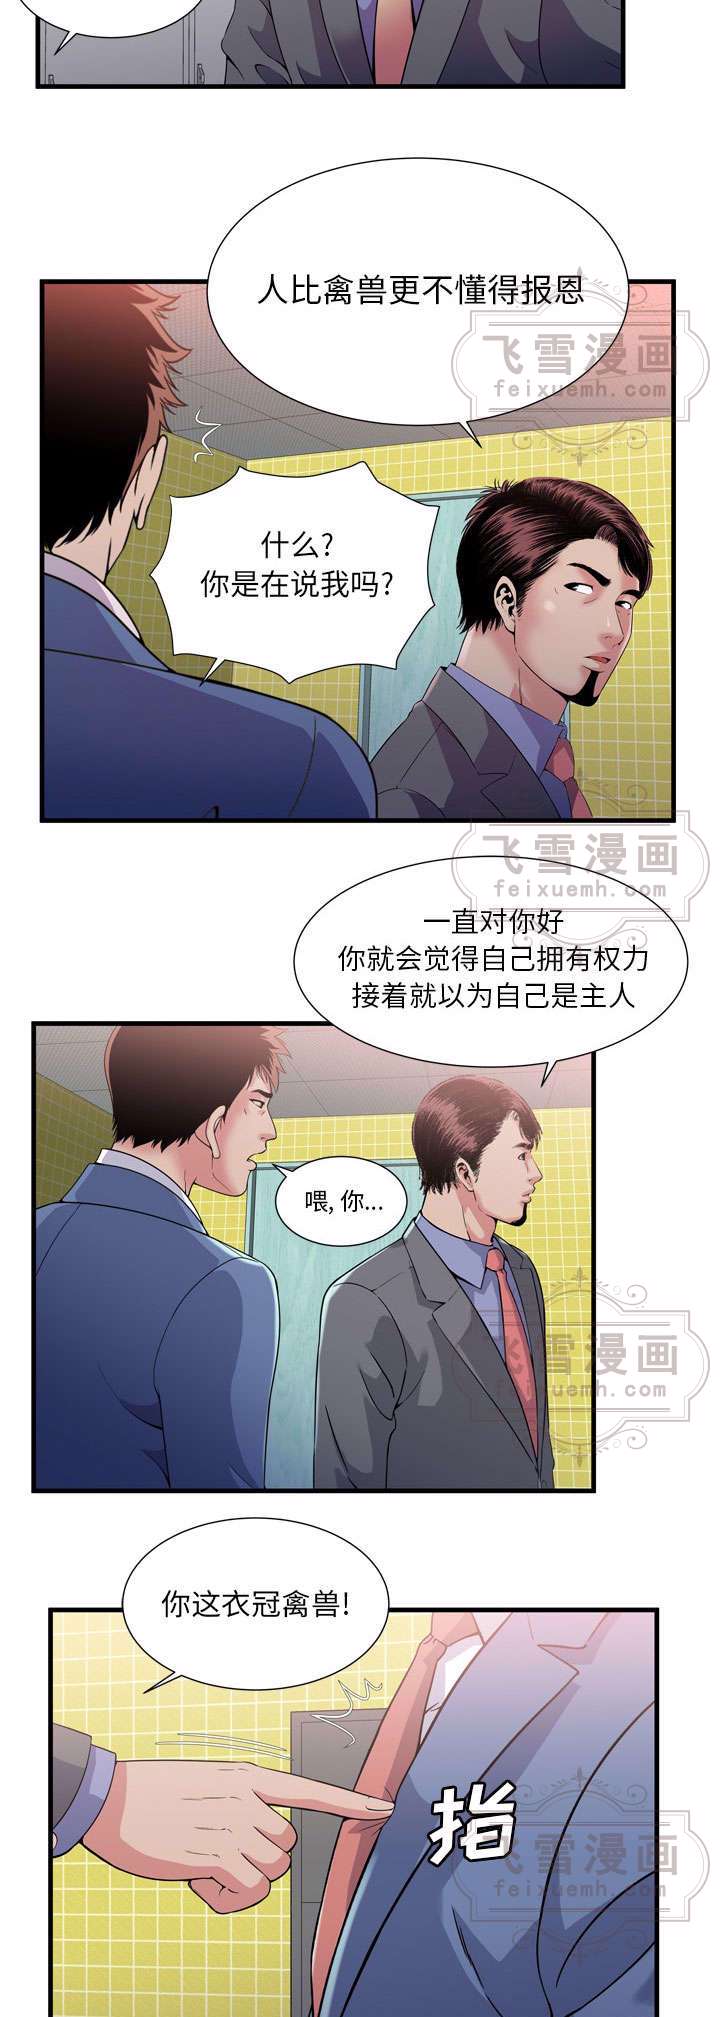 人比禽兽更不懂得报恩
飞雪漫画
feixuemh.com
什么?
你是在说我吗?
飞雪漫画
feixuemh.com
一直对你好
你就会觉得自己拥有权力
接着就以为自己是主人
喂,你...
飞雪漫画
feixuemh.com
你这衣冠禽兽!
指
飞雪漫画
feixuemh.com